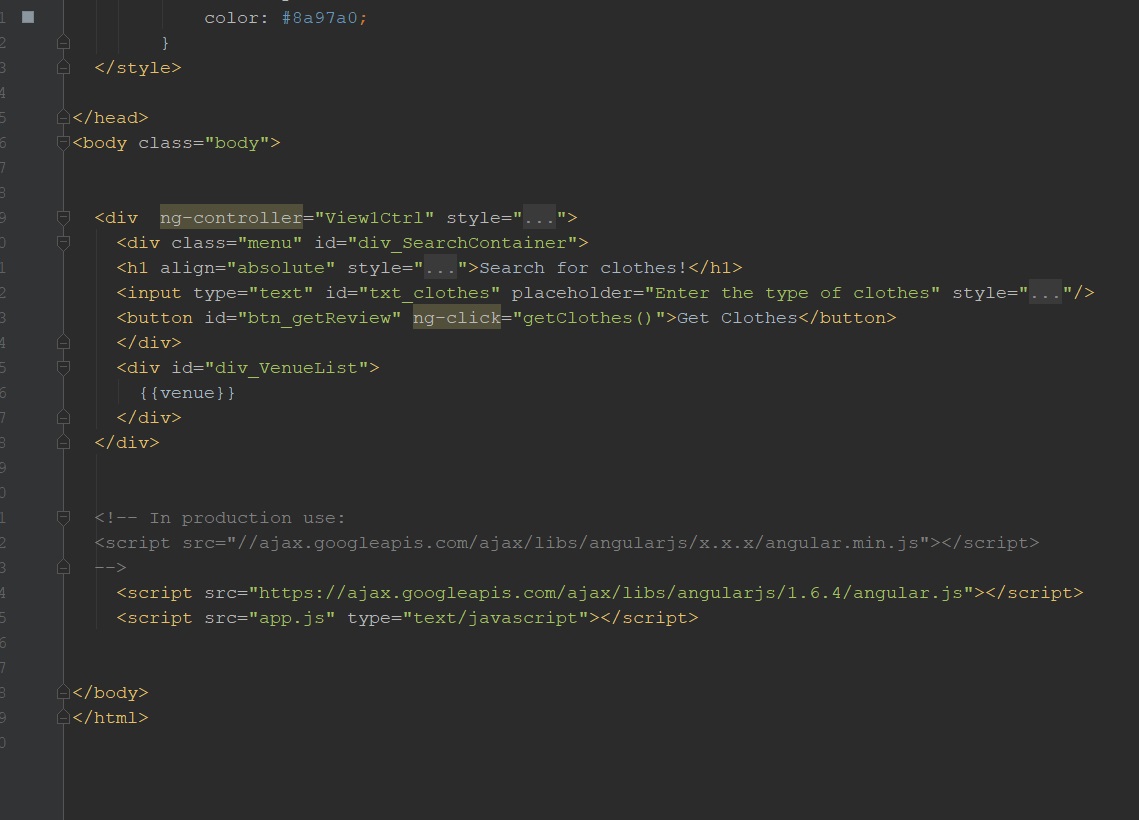 1 color: #8a97a0;
2 }
3 </style>
4
5 </head>
6 <body class="body">
7
8
9 <div  ng-controller="View1Ctrl" style="...">
0 <div class="menu" id="div_SearchContainer">
1 <h1 align="absolute" style="...">Search for clothes!</h1>
2 <input type="text" id="txt_clothes" placeholder="Enter the type of clothes" style="..."/>
3 <button id="btn_getReview" ng-click="getClothes()">Get Clothes</button>
4 </div>
5 <div id="div_VenueList">
6 {{venue}}
7 </div>
8 </div>
9
0
1 <!-- In production use:
2 <script src="//ajax.googleapis.com/ajax/libs/angularjs/x.x.x/angular.min.js"></script>
3 -->
4 <script src="https://ajax.googleapis.com/ajax/libs/angularjs/1.6.4/angular.js"></script>
5 <script src="app.js" type="text/javascript"></script>
6
7
8 </body>
9 </html>
0